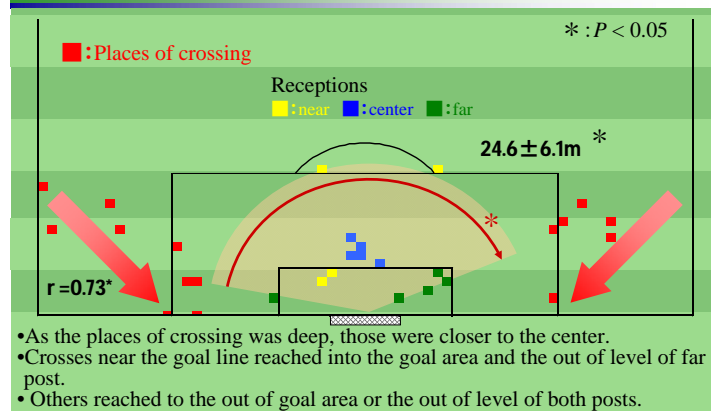 ＊: P < 0.05
■:Places of crossing
Receptions
■:near ■:center ■:far
24.6±6.1m ＊
＊
r =0.73*
•As the places of crossing was deep, those were closer to the center.
•Crosses near the goal line reached into the goal area and the out of level of far
post.
• Others reached to the out of goal area or the out of level of both posts.